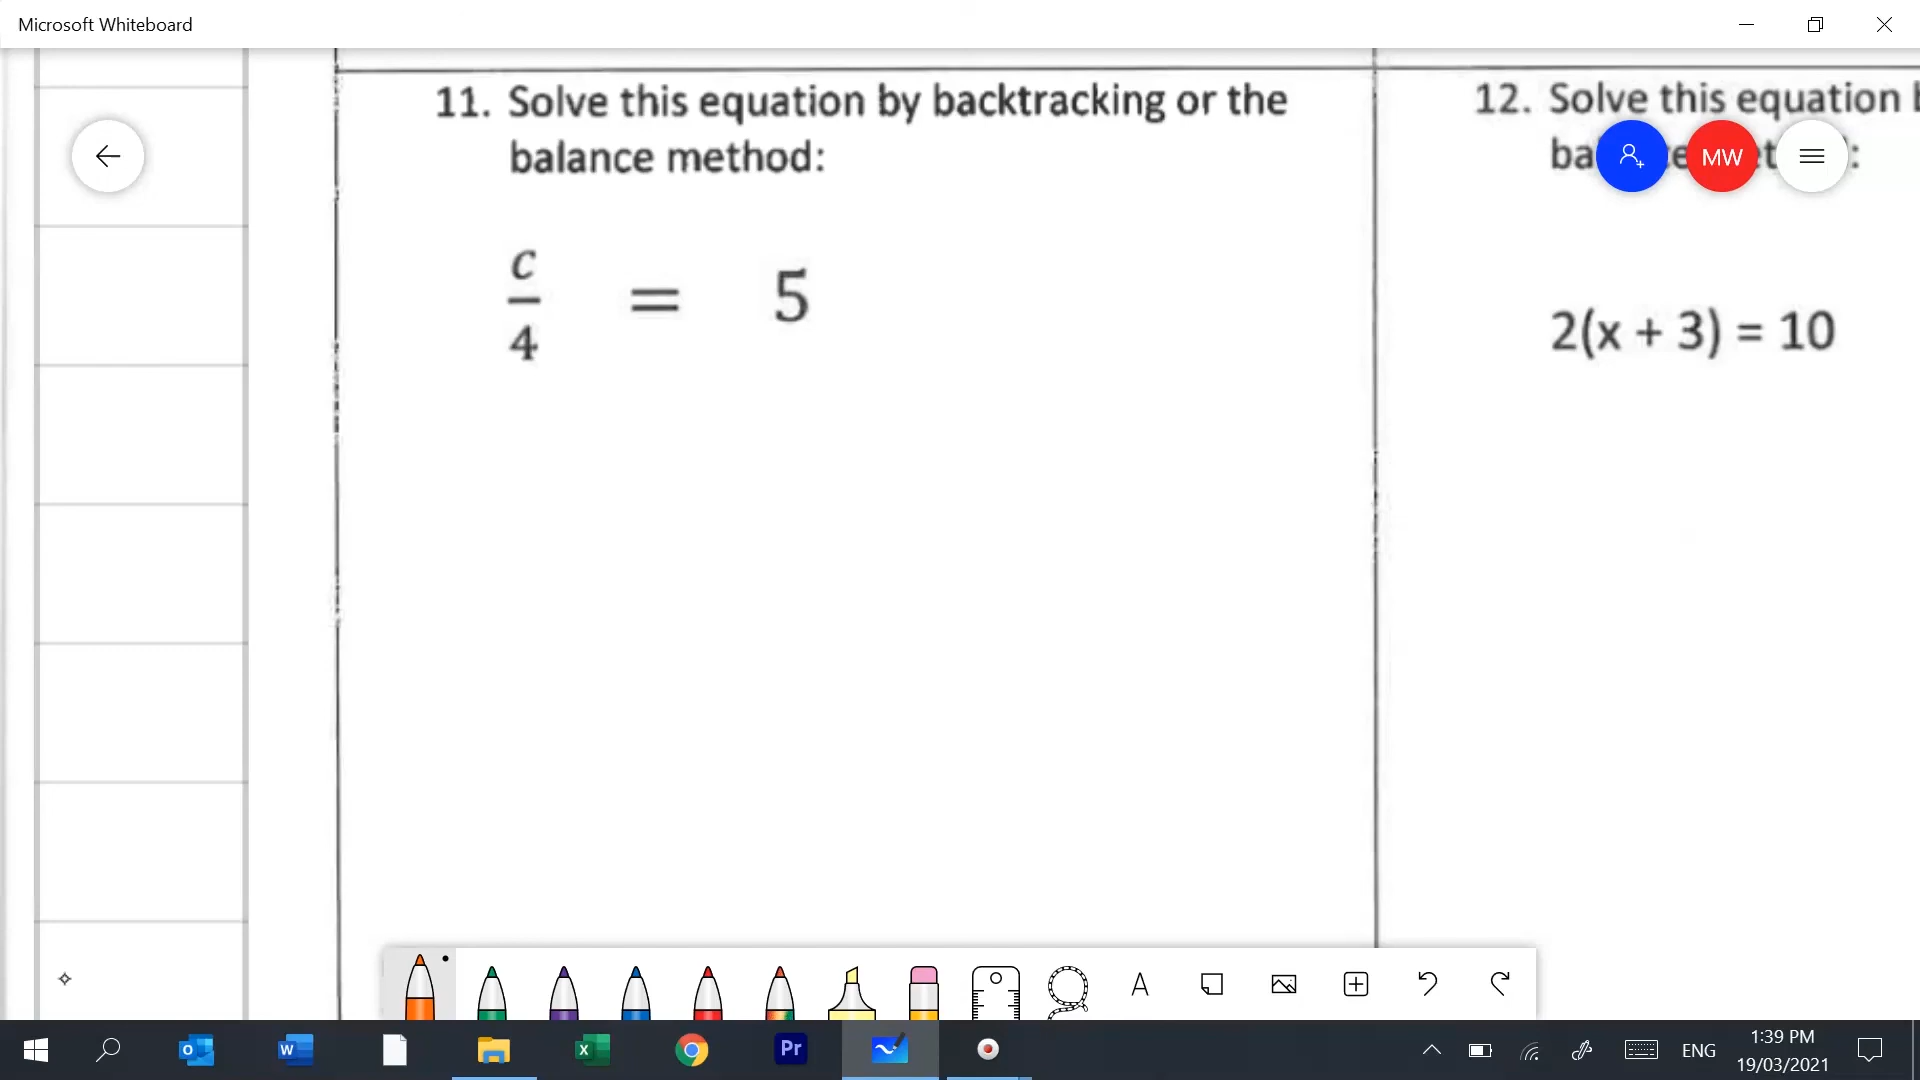 Microsoft Whiteboard
11. Solve this equation by backtracking or the
balance method:
c
4
= 5
12. Solve this equation
MW
2(x + 3) = 10
A
Pr
ENG
1:39 PM
19/03/2021